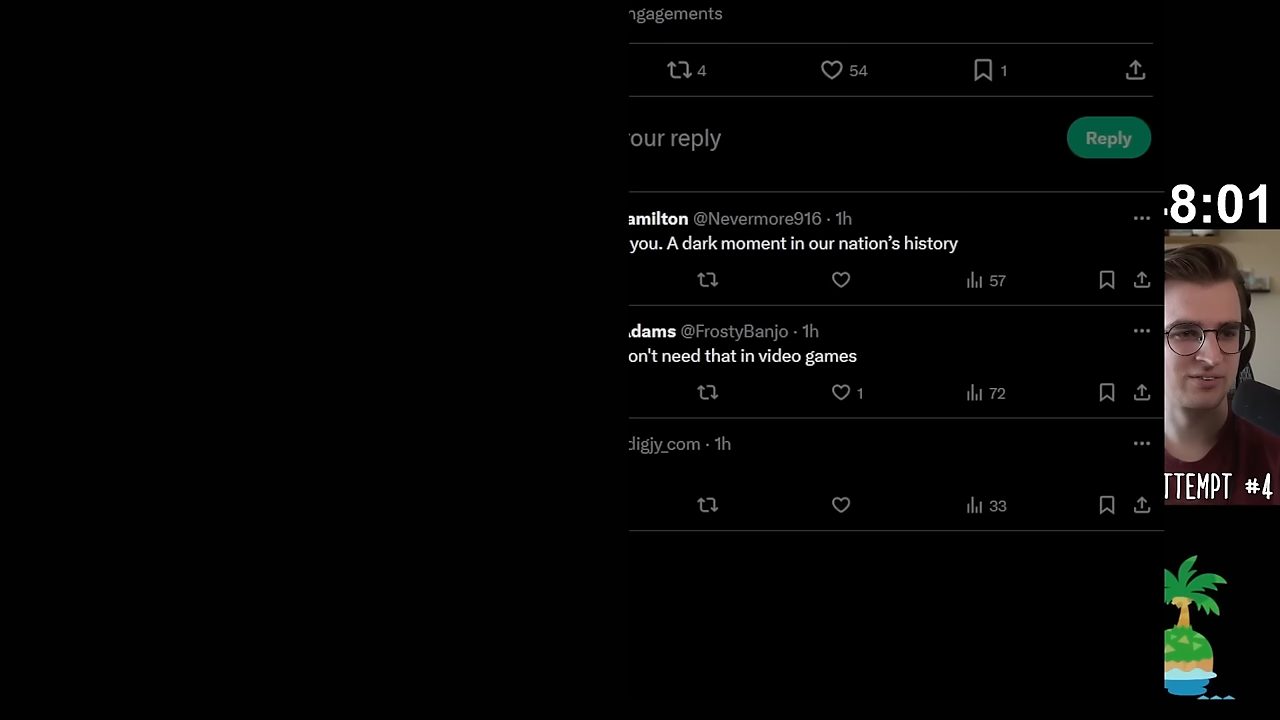 ngagements
4 54 1
our reply
Reply
8:01
amilton @Nevermore916 · 1h
you. A dark moment in our nation’s history
57
Adams @FrostyBanjo · 1h
on't need that in video games
1 72
TTEMPT #4
digjy_com · 1h
33